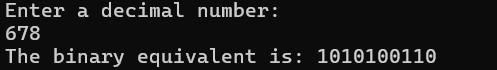 Enter a decimal number:
678
The binary equivalent is: 1010100110